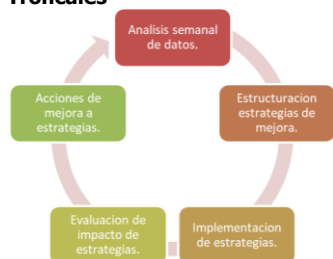 Troncales
Analisis semanal
de datos.
Estructuracion
estrategias de
mejora.
Implementacion
de estrategias.
Evaluacion de
impacto de
estrategias.
Acciones de
mejora a
estrategias.